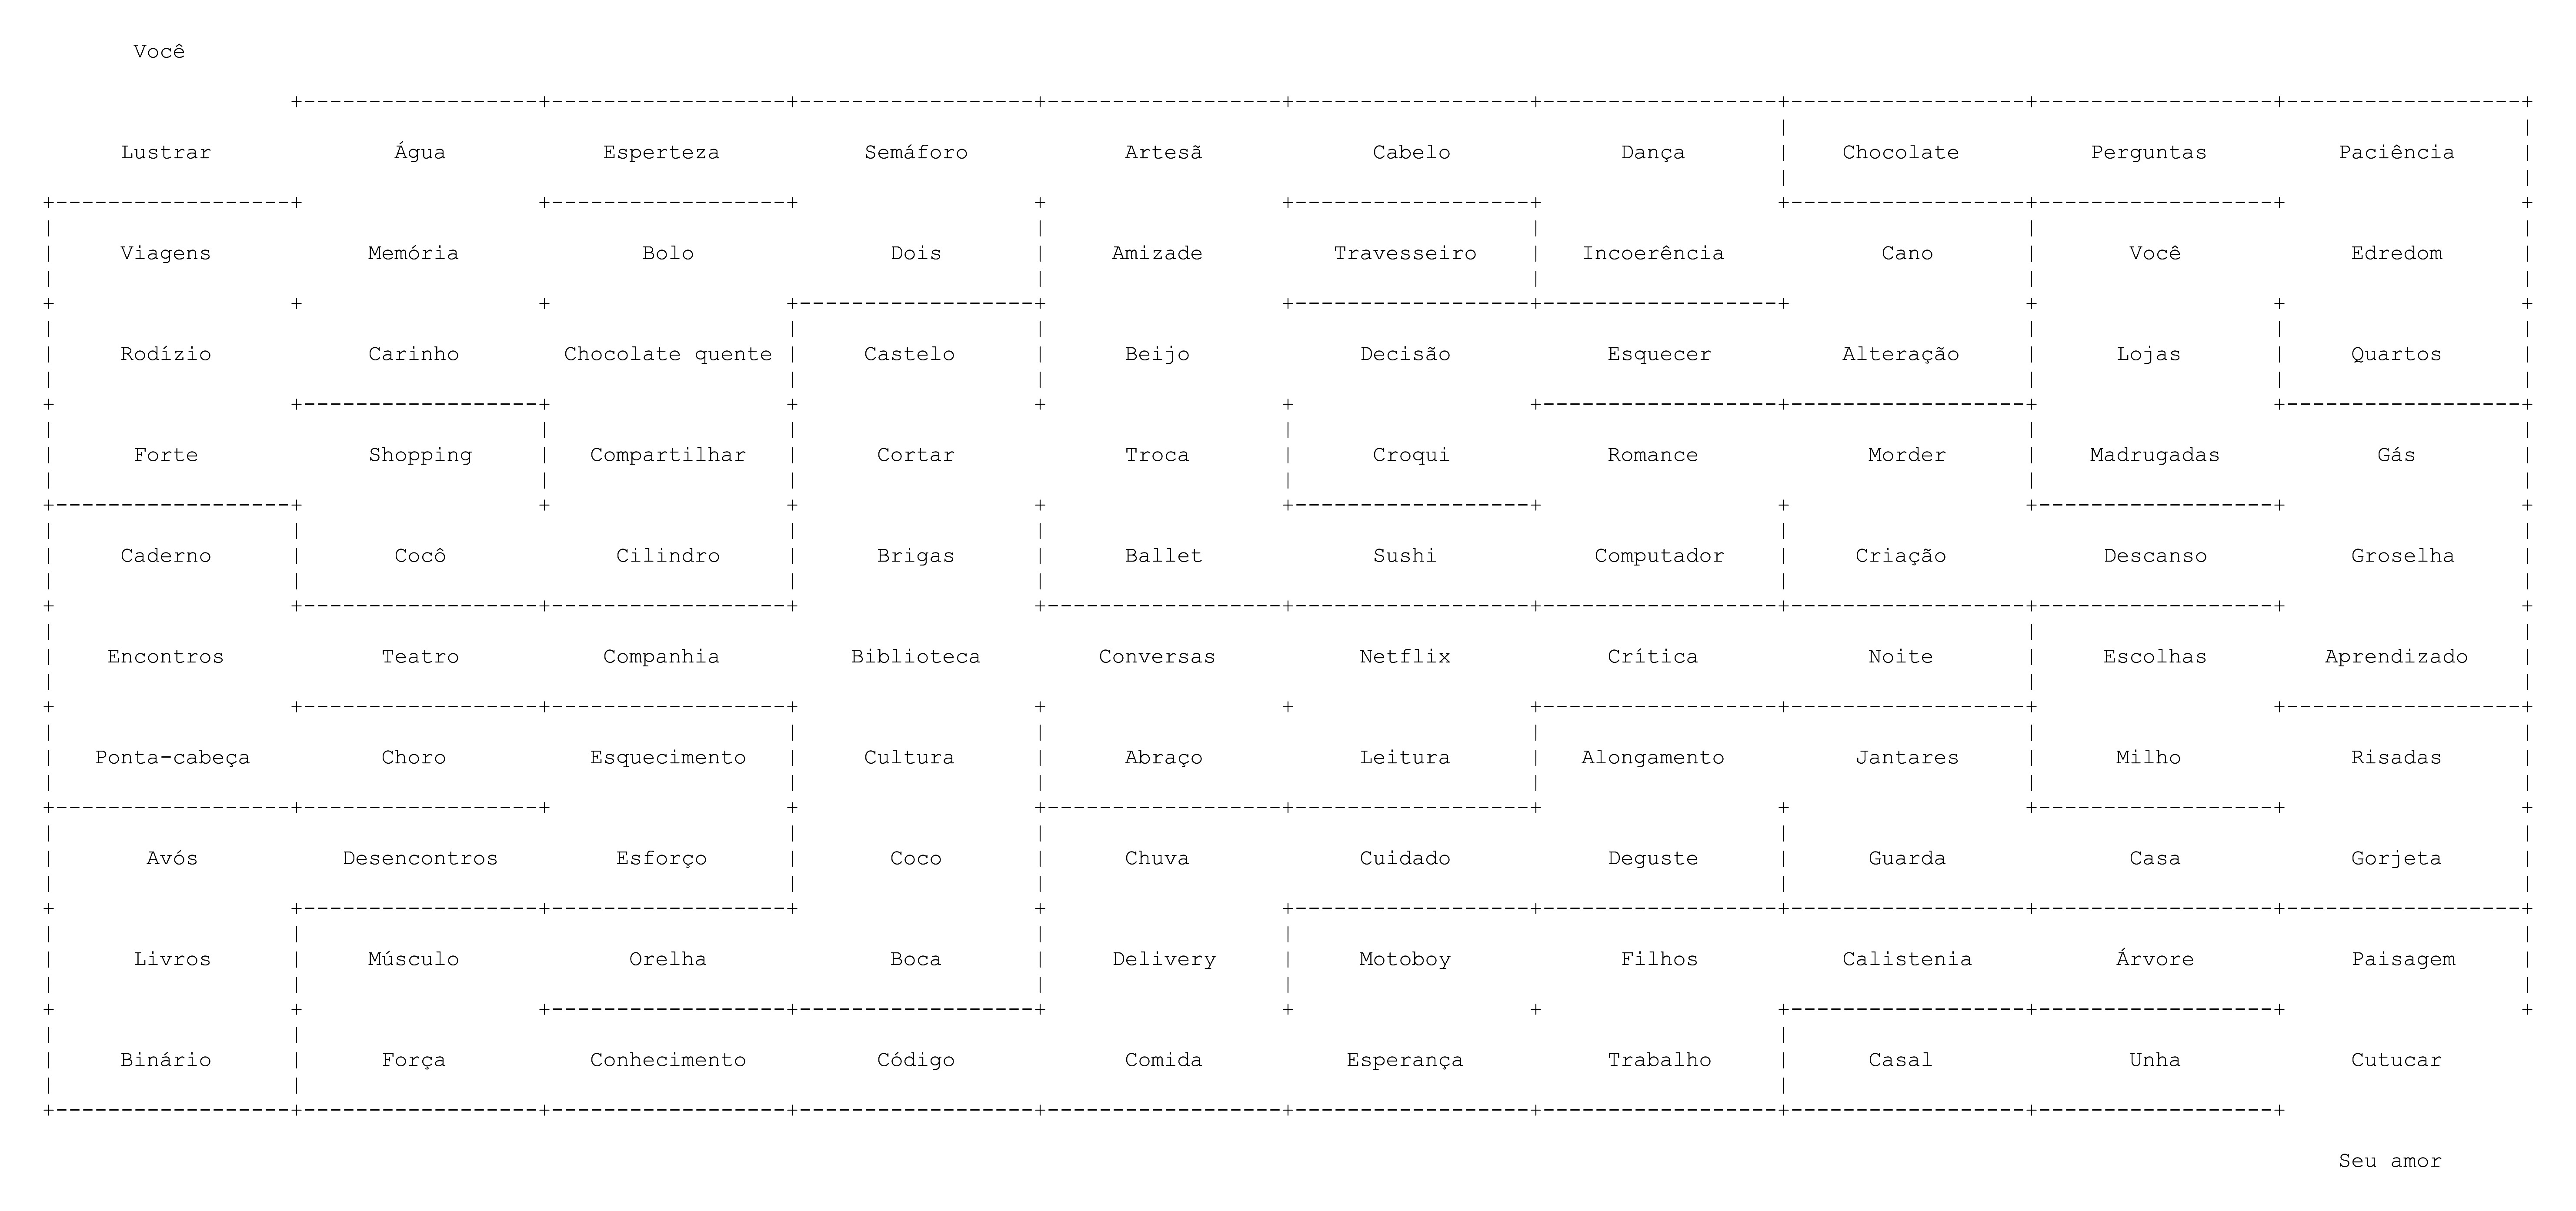 Você
Lustrar Água Esperteza Semáforo Artesã Cabelo Dança Chocolate Perguntas Paciência
Viagens Memória Bolo Dois Amizade Travesseiro Incoerência Cano Você Edredom
Rodízio Carinho Chocolate quente Castelo Beijo Decisão Esquecer Alteração Lojas Quartos
Forte Shopping Compartilhar Cortar Troca Croqui Romance Morder Madrugadas Gás
Caderno Cocô Cilindro Brigas Ballet Sushi Computador Criação Descanso Groselha
Encontros Teatro Companhia Biblioteca Conversas Netflix Crítica Noite Escolhas Aprendizado
Ponta-cabeça Choro Esquecimento Cultura Abraço Leitura Alongamento Jantares Milho Risadas
Avós Desencontros Esforço Coco Chuva Cuidado Deguste Guarda Casa Gorjeta
Livros Músculo Orelha Boca Delivery Motoboy Filhos Calistenia Árvore Paisagem
Binário Força Conhecimento Código Comida Esperança Trabalho Casal Unha Cutucar
Seu amor